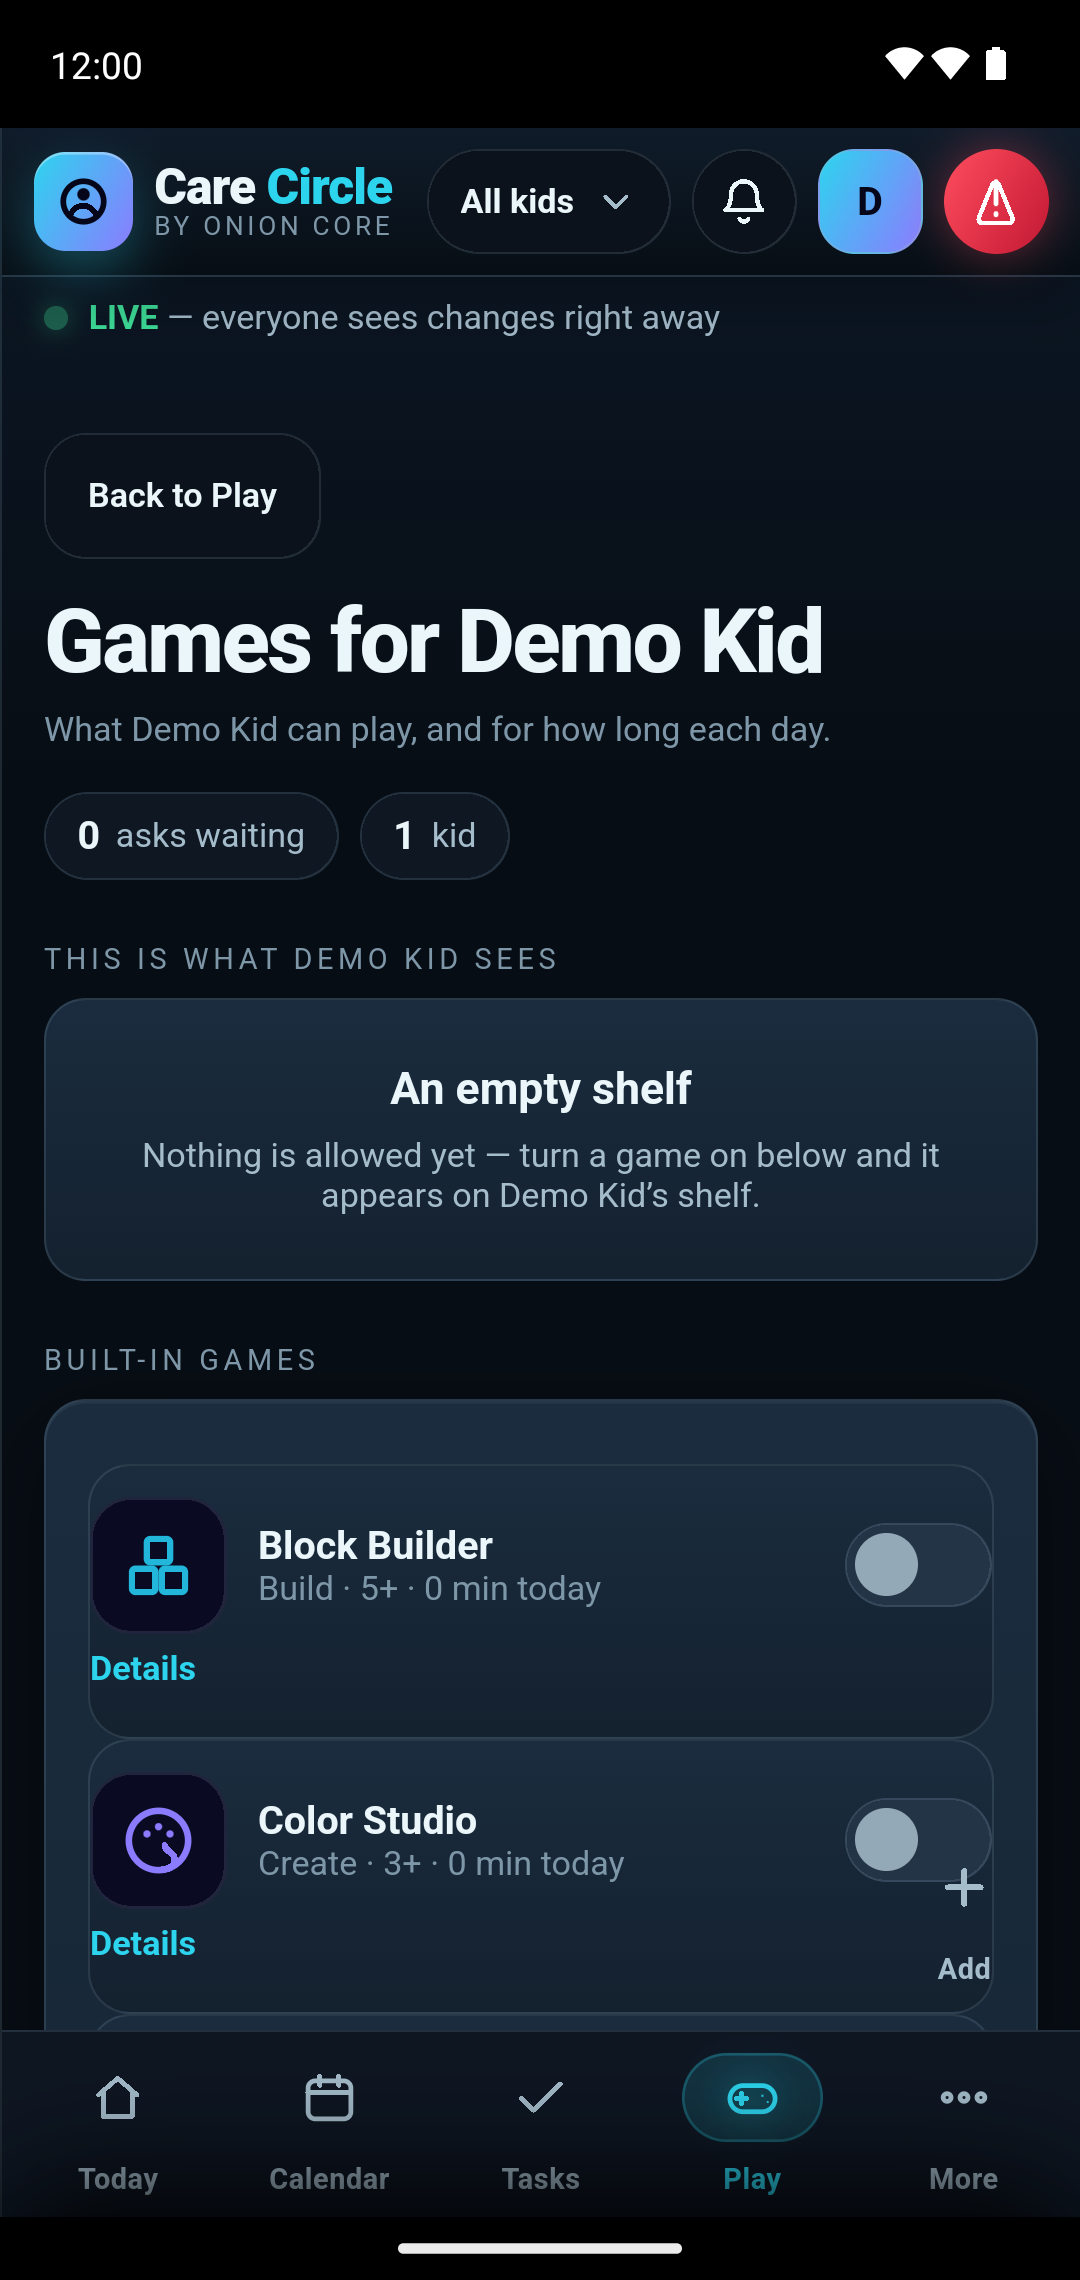 12:00
Care Circle
BY ONION CORE
All kids
D
LIVE — everyone sees changes right away
Back to Play
Games for Demo Kid
What Demo Kid can play, and for how long each day.
0 asks waiting
1 kid
THIS IS WHAT DEMO KID SEES
An empty shelf
Nothing is allowed yet — turn a game on below and it
appears on Demo Kid’s shelf.
BUILT-IN GAMES
Block Builder
Build · 5+ · 0 min today
Details
Color Studio
Create · 3+ · 0 min today
Details
Add
Today
Calendar
Tasks
Play
More